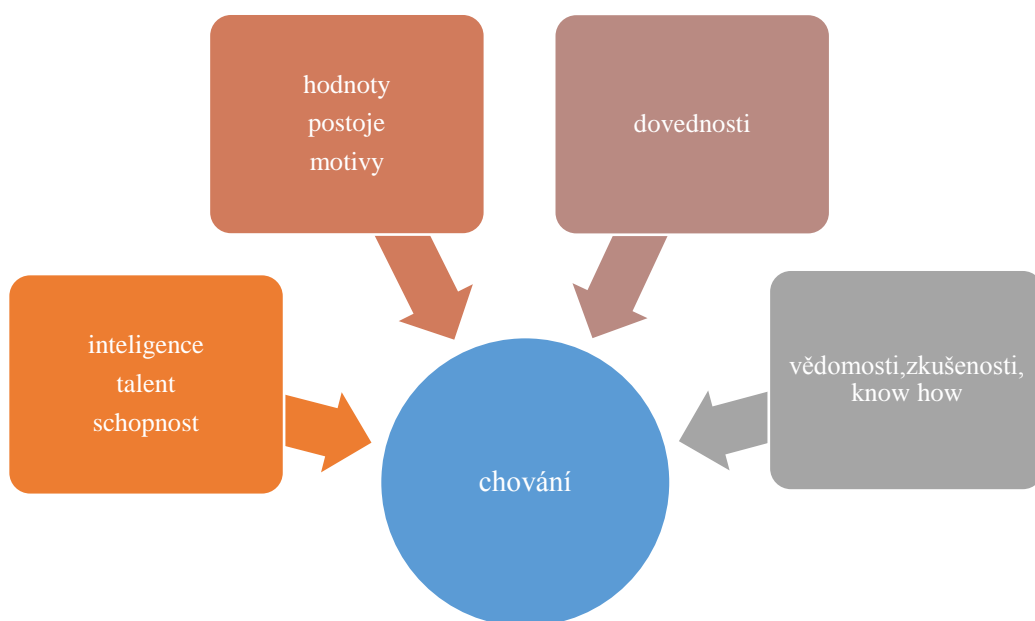 hodnoty
postoje
motivy
dovednosti
inteligence
talent
schopnost
vědomosti,zkušenosti,
know how
chování